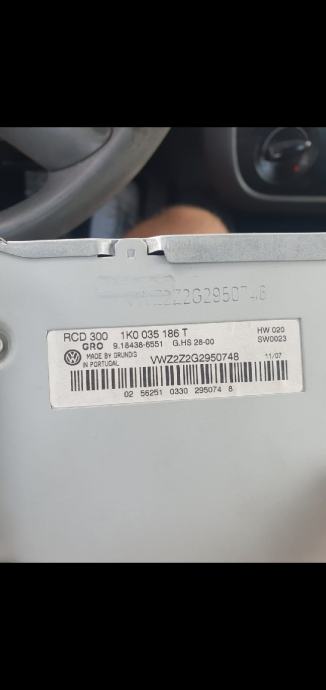 VWZ2Z2G2950748
RCD 300 1K0 035 186 T HW 020
GRO 9.18438-6551 G.HS 28-00 SW0023
MADE BY GRUNDIG
IN PORTUGAL
VWZ2Z2G2950748 11/07
02 56251 0330 295074 8